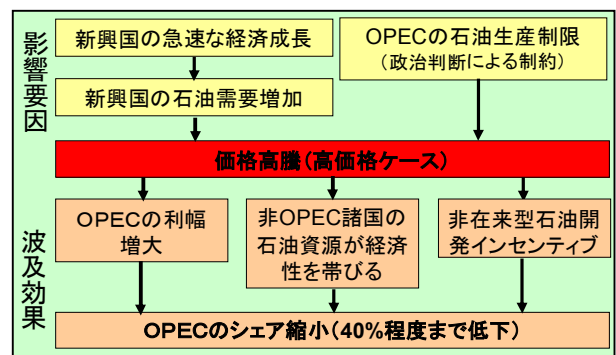 影響要因
新興国の急速な経済成長
OPECの石油生産制限
(政治判断による制約)
新興国の石油需要増加
価格高騰(高価格ケース)
波及効果
OPECの利幅
増大
非OPEC諸国の
石油資源が経済
性を帯びる
非在来型石油開
発インセンティブ
OPECのシェア縮小(40%程度まで低下)